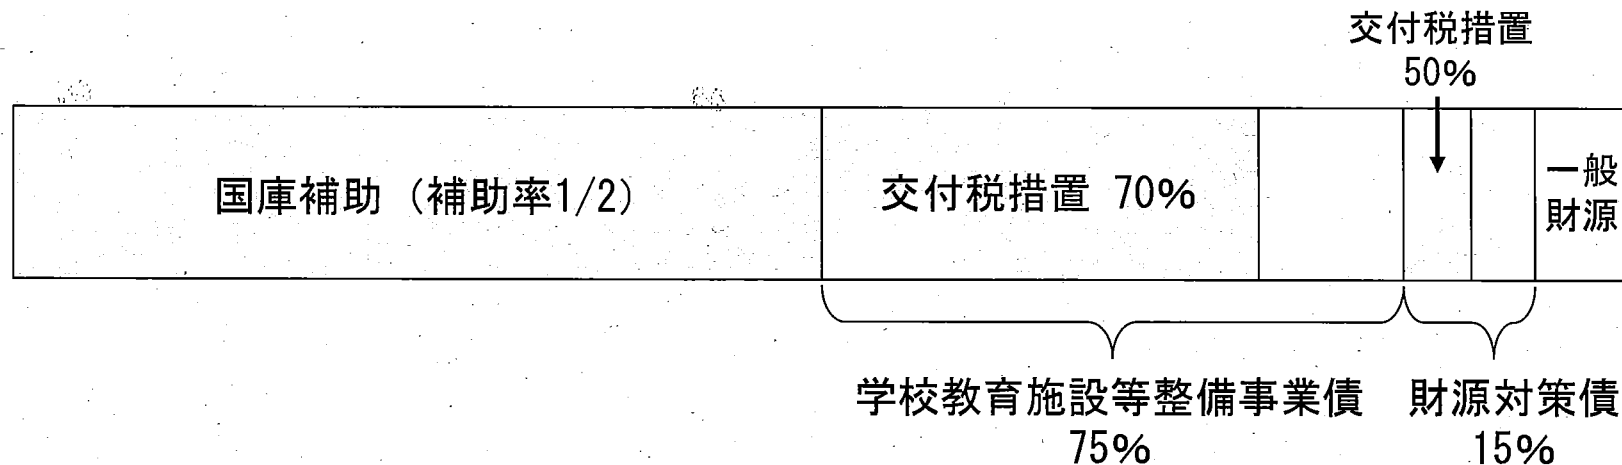 交付税措置
50%
国庫補助（補助率1/2）
交付税措置 70%
一般
財源
学校教育施設等整備事業債
75%
財源対策債
15%